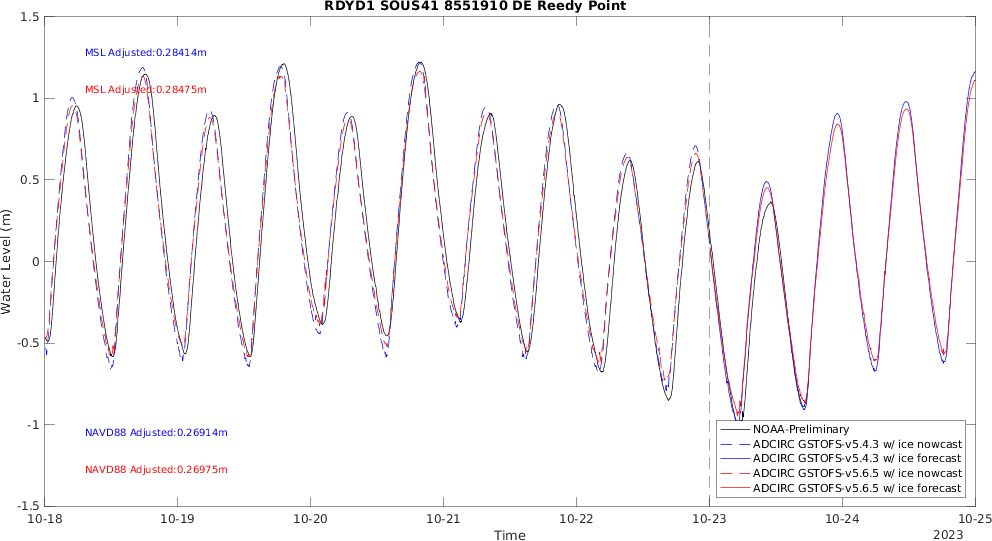 RDYD1 SOUS41 8551910 DE Reedy Point
1.5
1
0.5
0
-0.5
-1
-1.5
Water Level (m)
MSL Adjusted:0.28414m
MSL Adjusted:0.28475m
NAVD88 Adjusted:0.26914m
NAVD88 Adjusted:0.26975m
NOAA-Preliminary
ADCIRC GSTOFS-v5.4.3 w/ ice nowcast
ADCIRC GSTOFS-v5.4.3 w/ ice forecast
ADCIRC GSTOFS-v5.6.5 w/ ice nowcast
ADCIRC GSTOFS-v5.6.5 w/ ice forecast
10-18 10-19 10-20 10-21 10-22 10-23 10-24 10-25
Time
2023